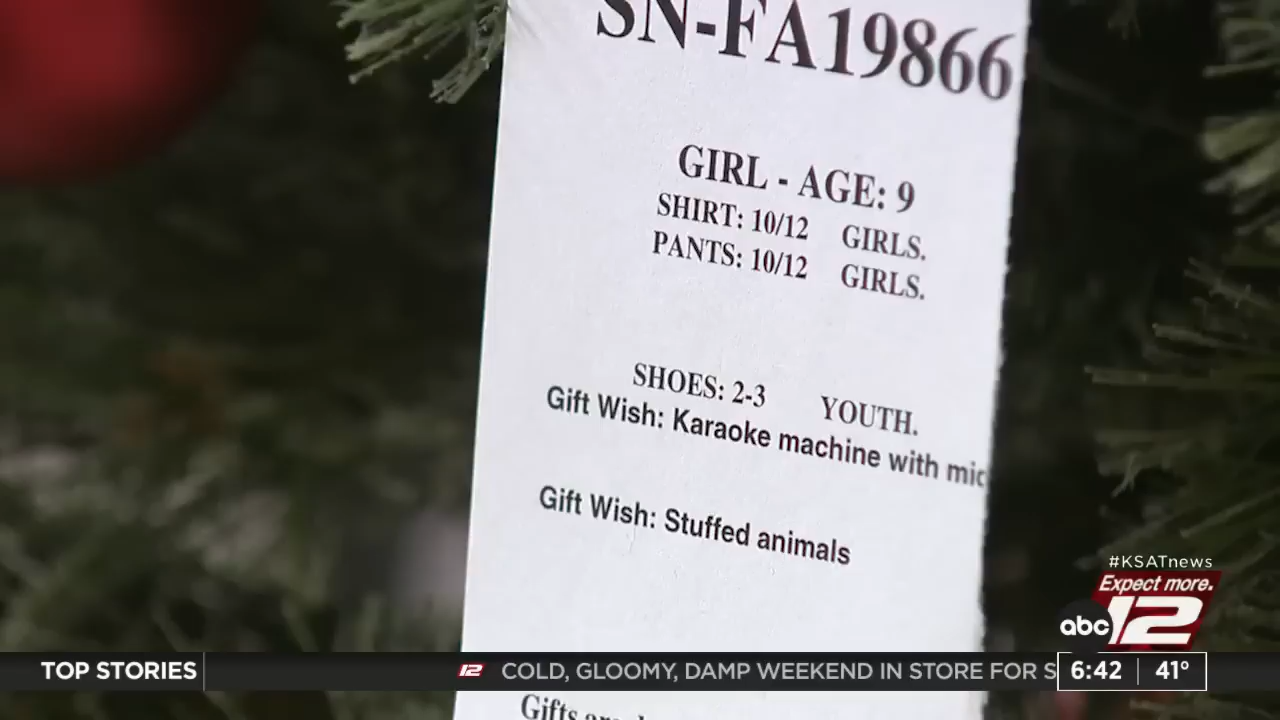 SN-FA19866
GIRL - AGE: 9
SHIRT: 10/12 GIRLS.
PANTS: 10/12 GIRLS.
SHOES: 2-3 YOUTH.
Gift Wish: Karaoke machine with mic
Gift Wish: Stuffed animals
#KSATnews
Expect more.
abc 12
TOP STORIES 12 COLD, GLOOMY, DAMP WEEKEND IN STORE FOR S 6:42 41°
Gifts